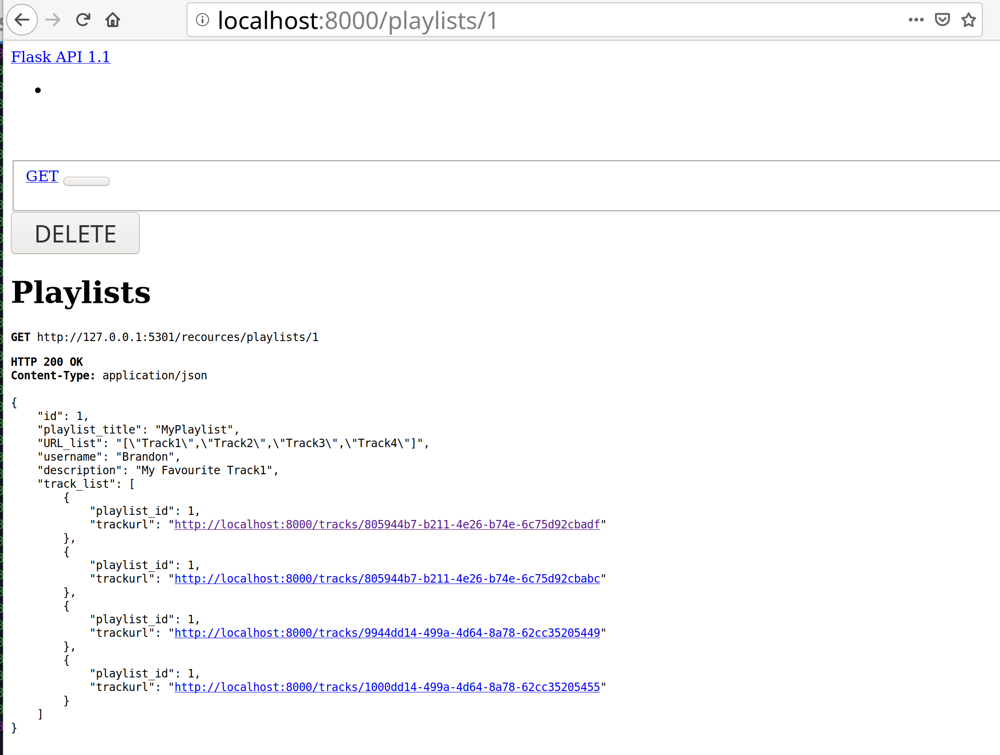 localhost:8000/playlists/1
Flask API 1.1
GET
DELETE
Playlists
GET http://127.0.0.1:5301/recources/playlists/1
HTTP 200 OK
Content-Type: application/json
{
    "id": 1,
    "playlist_title": "MyPlaylist",
    "URL_list": "[\"Track1\",\"Track2\",\"Track3\",\"Track4\"]",
    "username": "Brandon",
    "description": "My Favourite Track1",
    "track_list": [
        {
            "playlist_id": 1,
            "trackurl": "http://localhost:8000/tracks/805944b7-b211-4e26-b74e-6c75d92cbadf"
        },
        {
            "playlist_id": 1,
            "trackurl": "http://localhost:8000/tracks/805944b7-b211-4e26-b74e-6c75d92cbabc"
        },
        {
            "playlist_id": 1,
            "trackurl": "http://localhost:8000/tracks/9944dd14-499a-4d64-8a78-62cc35205449"
        },
        {
            "playlist_id": 1,
            "trackurl": "http://localhost:8000/tracks/1000dd14-499a-4d64-8a78-62cc35205455"
        }
    ]
}